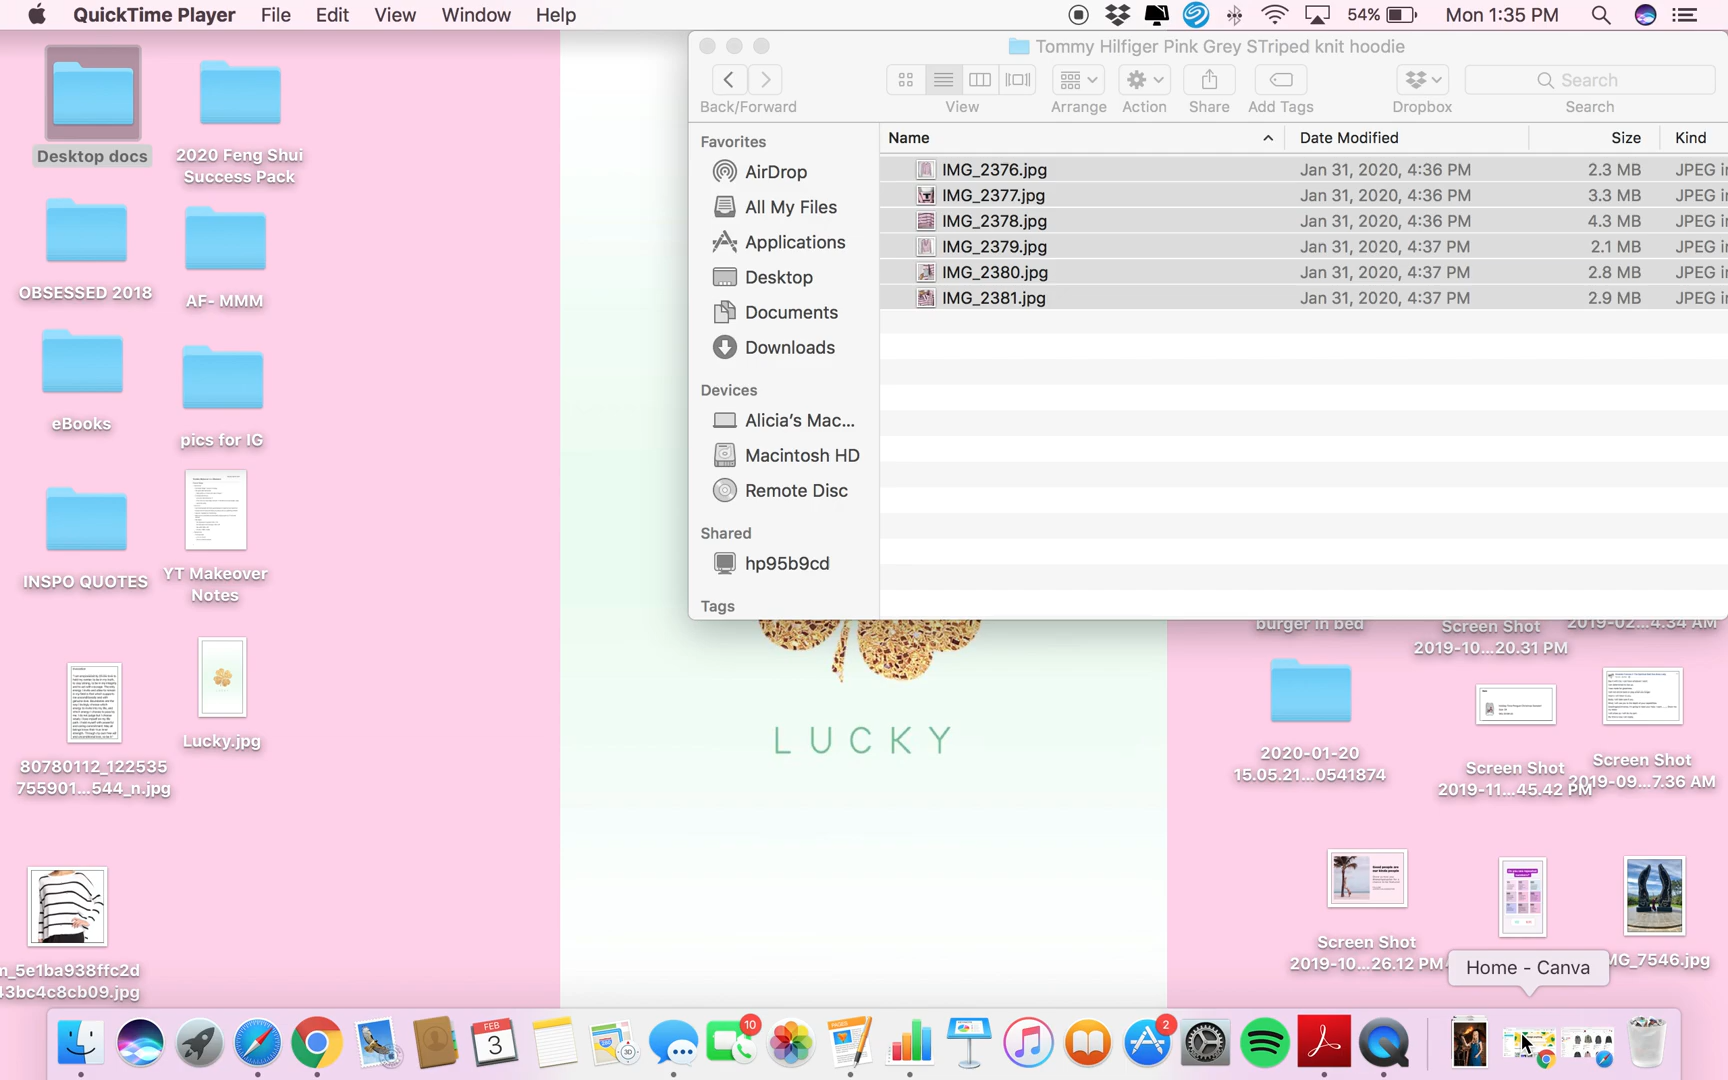 QuickTime Player File Edit View Window Help 54% Mon 1:35 PM
Tommy Hilfiger Pink Grey STriped knit hoodie
Search
Back/Forward View Arrange Action Share Add Tags Dropbox Search
Favorites
AirDrop
All My Files
Applications
Desktop
Documents
Downloads
Devices
Alicia's Mac...
Macintosh HD
Remote Disc
Shared
hp95b9cd
Tags
Name Date Modified Size Kind
IMG_2376.jpg Jan 31, 2020, 4:36 PM 2.3 MB JPEG i
IMG_2377.jpg Jan 31, 2020, 4:36 PM 3.3 MB JPEG i
IMG_2378.jpg Jan 31, 2020, 4:36 PM 4.3 MB JPEG i
IMG_2379.jpg Jan 31, 2020, 4:37 PM 2.1 MB JPEG i
IMG_2380.jpg Jan 31, 2020, 4:37 PM 2.8 MB JPEG i
IMG_2381.jpg Jan 31, 2020, 4:37 PM 2.9 MB JPEG i
Desktop docs
2020 Feng Shui
Success Pack
OBSESSED 2018
AF- MMM
eBooks
pics for IG
INSPO QUOTES
YT Makeover
Notes
80780112_122535
755901...544_n.jpg
Lucky.jpg
m_5e1ba938ffc2d
43bc4c8cb09.jpg
LUCKY
burger in bed
Screen Shot
2019-10...20.31 PM
2019-02...4.34 AM
2020-01-20
15.05.21...0541874
Screen Shot
2019-11...45.42 PM
Screen Shot
2019-09...7.36 AM
Screen Shot
2019-10...26.12 PM
MG_7546.jpg
Home - Canva
FEB
3
10
2